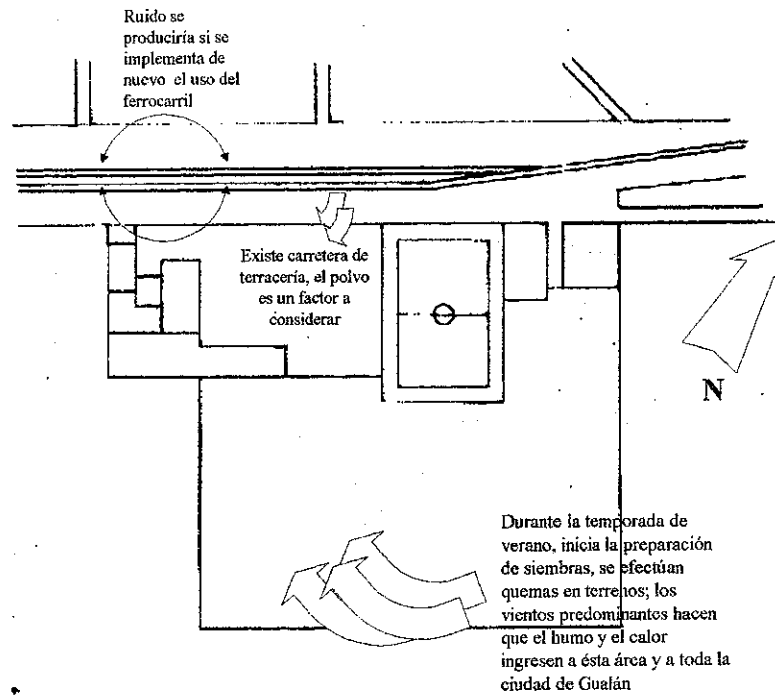 Ruido se
produciría si se
implementa de
nuevo el uso del
ferrocarril
Existe carretera de
terracería, el polvo
es un factor a
considerar
N
Durante la temporada de
verano, inicia la preparación
de siembras, se efectúan
quemas en terrenos; los
vientos predominantes hacen
que el humo y el calor
ingresen a ésta área y a toda la
ciudad de Gualán